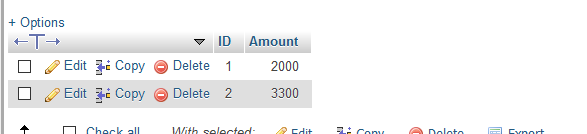 + Options
←T→ ID Amount
Edit Copy Delete 1 2000
Edit Copy Delete 2 3300
Check all With selected: Edit Copy Delete Export